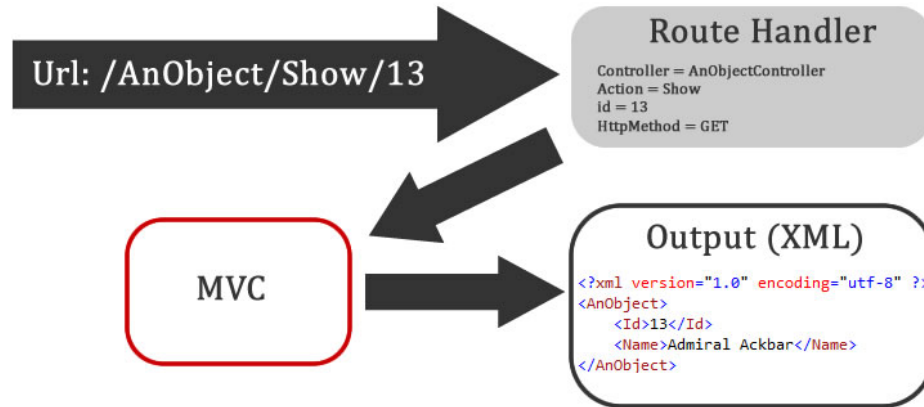 Url: /AnObject/Show/13
Route Handler
Controller = AnObjectController
Action = Show
id = 13
HttpMethod = GET
MVC
Output (XML)
<?xml version="1.0" encoding="utf-8" ?>
<AnObject>
<Id>13</Id>
<Name>Admiral Ackbar</Name>
</AnObject>